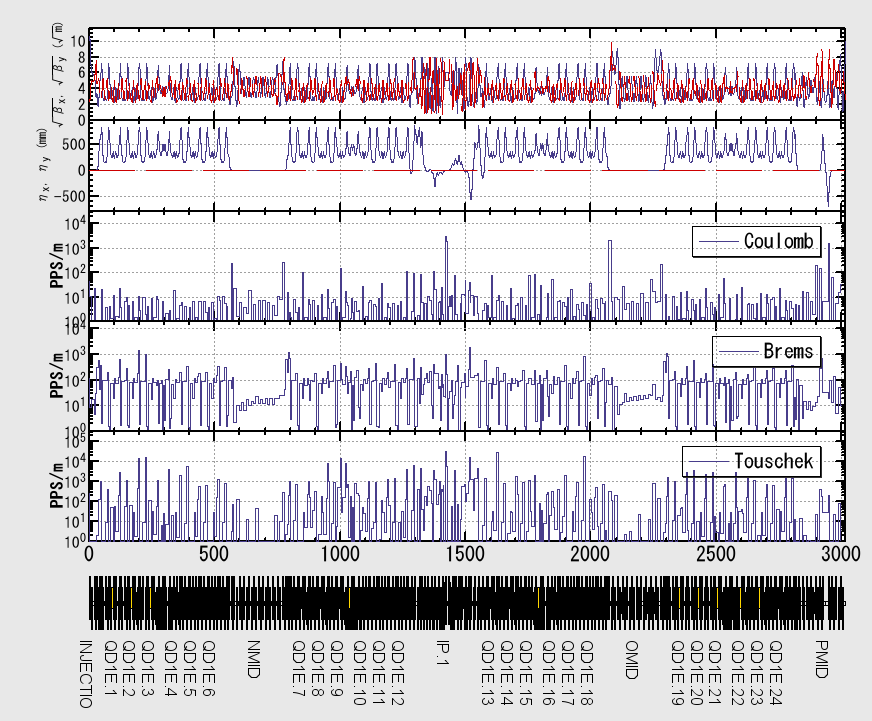 √βx, √βy (√m)
10
8
6
4
2
0
ηx, ηy (mm)
500
0
−500
PPS/m
10⁴
10³
10²
10¹
10⁰
Coulomb
PPS/m
10⁴
10³
10²
10¹
10⁰
Brems
PPS/m
10⁵
10⁴
10³
10²
10¹
10⁰
Touschek
0 500 1000 1500 2000 2500 3000
INJECTIO
QD1E.1
QD1E.2
QD1E.3
QD1E.4
QD1E.5
QD1E.6
NMID
QD1E.7
QD1E.8
QD1E.9
QD1E.10
QD1E.11
QD1E.12
IP.1
QD1E.13
QD1E.14
QD1E.15
QD1E.16
QD1E.17
QD1E.18
OMID
QD1E.19
QD1E.20
QD1E.21
QD1E.22
QD1E.23
QD1E.24
PMID